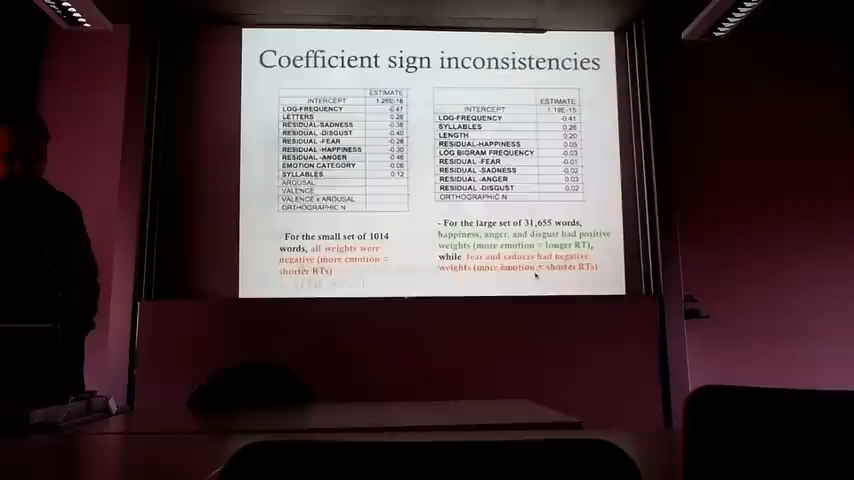 Coefficient sign inconsistencies
ESTIMATE
INTERCEPT 1.26E-16
LOG-FREQUENCY -0.47
LETTERS 0.26
RESIDUAL-SADNESS -0.38
RESIDUAL -DISGUST -0.40
RESIDUAL -FEAR -0.28
RESIDUAL -HAPPINESS -0.30
RESIDUAL-ANGER -0.46
EMOTION CATEGORY -0.06
SYLLABLES 0.12
AROUSAL
VALENCE
VALENCE x AROUSAL
ORTHOGRAPHIC N
- For the small set of 1014
words, all weights were
negative (more emotion =
shorter RTs)
ESTIMATE
INTERCEPT 1.19E-15
LOG-FREQUENCY -0.41
SYLLABLES 0.26
LENGTH 0.20
RESIDUAL-HAPPINESS 0.05
LOG BIGRAM FREQUENCY -0.03
RESIDUAL -FEAR -0.01
RESIDUAL -SADNESS -0.02
RESIDUAL -ANGER 0.03
RESIDUAL -DISGUST 0.02
ORTHOGRAPHIC N
- For the large set of 31,655 words,
happiness, anger, and disgust had positive
weights (more emotion = longer RT),
while fear and sadness had negative
weights (more emotion = shorter RTs)